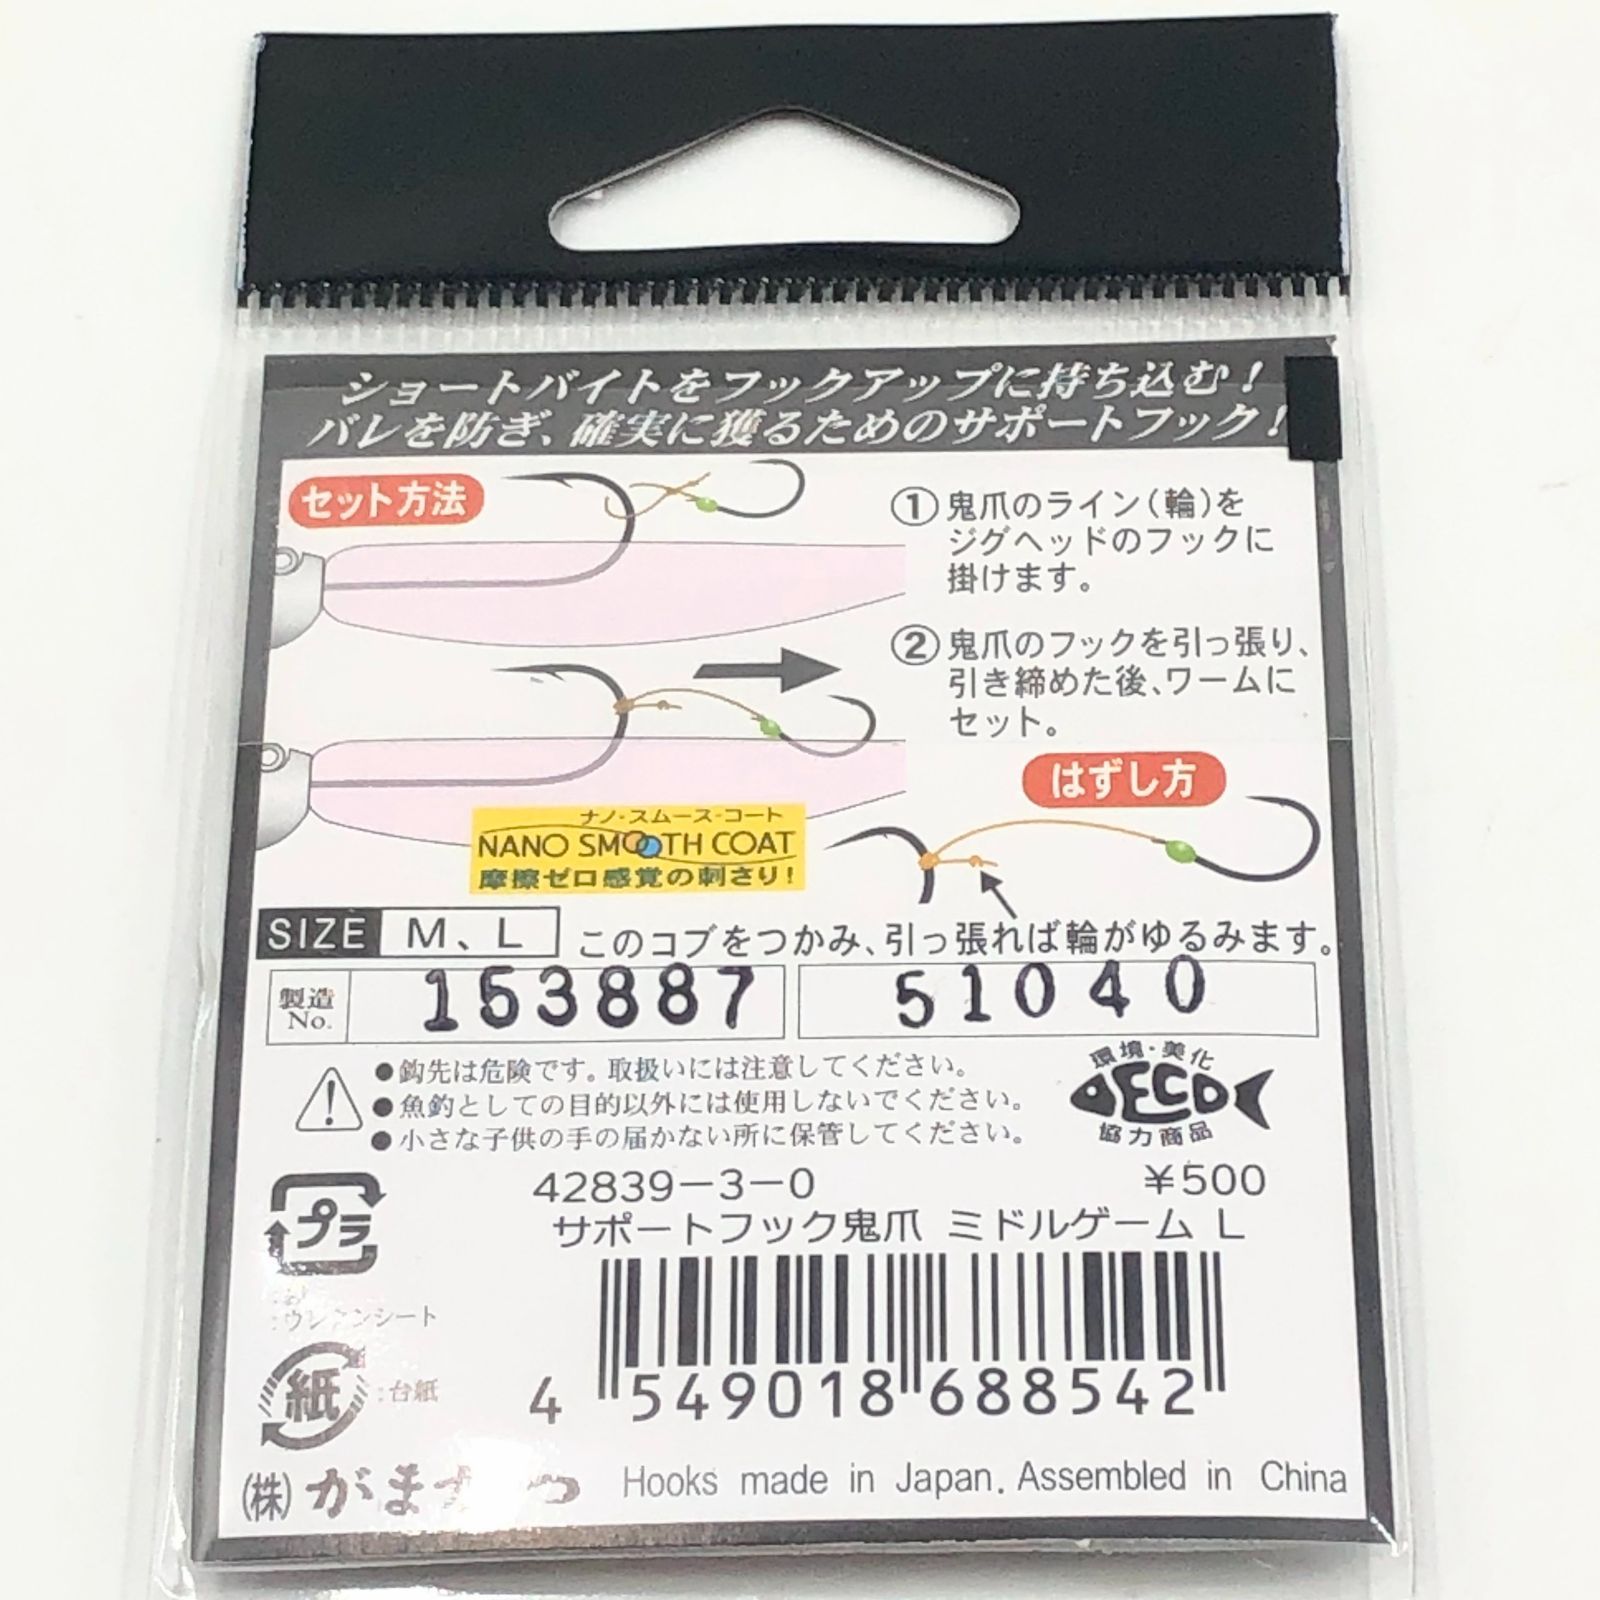 ショートバイトをフックアップに持ち込む!
バレを防ぎ、確実に獲るためのサポートフック!
セット方法
①鬼爪のライン(輪)を
ジグヘッドのフックに
掛けます。
②鬼爪のフックを引っ張り、
引き締めた後、ワームに
セット。
はずし方
ナノ・スムース・コート
NANO SMOOTH COAT
摩擦ゼロ感覚の刺さり!
SIZE M、L
このコブをつかみ、引っ張れば輪がゆるみます。
製造No. 153887 51040
●鈎先は危険です。取扱いには注意してください。
●魚釣としての目的以外には使用しないでください。
●小さな子供の手の届かない所に保管してください。
環境・美化
ECO
協力商品
42839-3-0 ¥500
サポートフック鬼爪 ミドルゲーム L
プラ
:ウレタンシート
紙 :台紙
4 549018 688542
(株)がまかつ Hooks made in Japan. Assembled in China